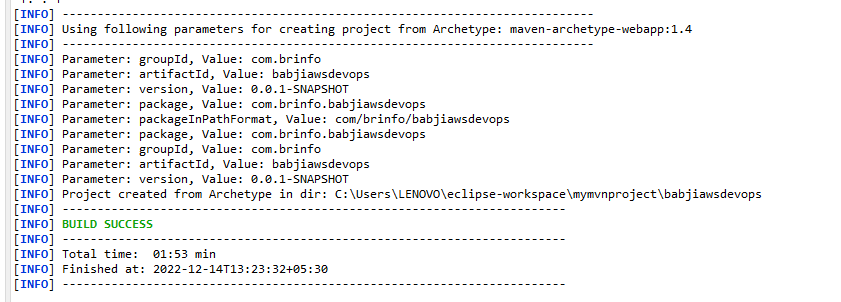 [INFO] ----------------------------------------------------------------------------
[INFO] Using following parameters for creating project from Archetype: maven-archetype-webapp:1.4
[INFO] ----------------------------------------------------------------------------
[INFO] Parameter: groupId, Value: com.brinfo
[INFO] Parameter: artifactId, Value: babjiawsdevops
[INFO] Parameter: version, Value: 0.0.1-SNAPSHOT
[INFO] Parameter: package, Value: com.brinfo.babjiawsdevops
[INFO] Parameter: packageInPathFormat, Value: com/brinfo/babjiawsdevops
[INFO] Parameter: package, Value: com.brinfo.babjiawsdevops
[INFO] Parameter: groupId, Value: com.brinfo
[INFO] Parameter: artifactId, Value: babjiawsdevops
[INFO] Parameter: version, Value: 0.0.1-SNAPSHOT
[INFO] Project created from Archetype in dir: C:\Users\LENOVO\eclipse-workspace\mymvnproject\babjiawsdevops
[INFO] ------------------------------------------------------------------------
[INFO] BUILD SUCCESS
[INFO] ------------------------------------------------------------------------
[INFO] Total time:  01:53 min
[INFO] Finished at: 2022-12-14T13:23:32+05:30
[INFO] ------------------------------------------------------------------------